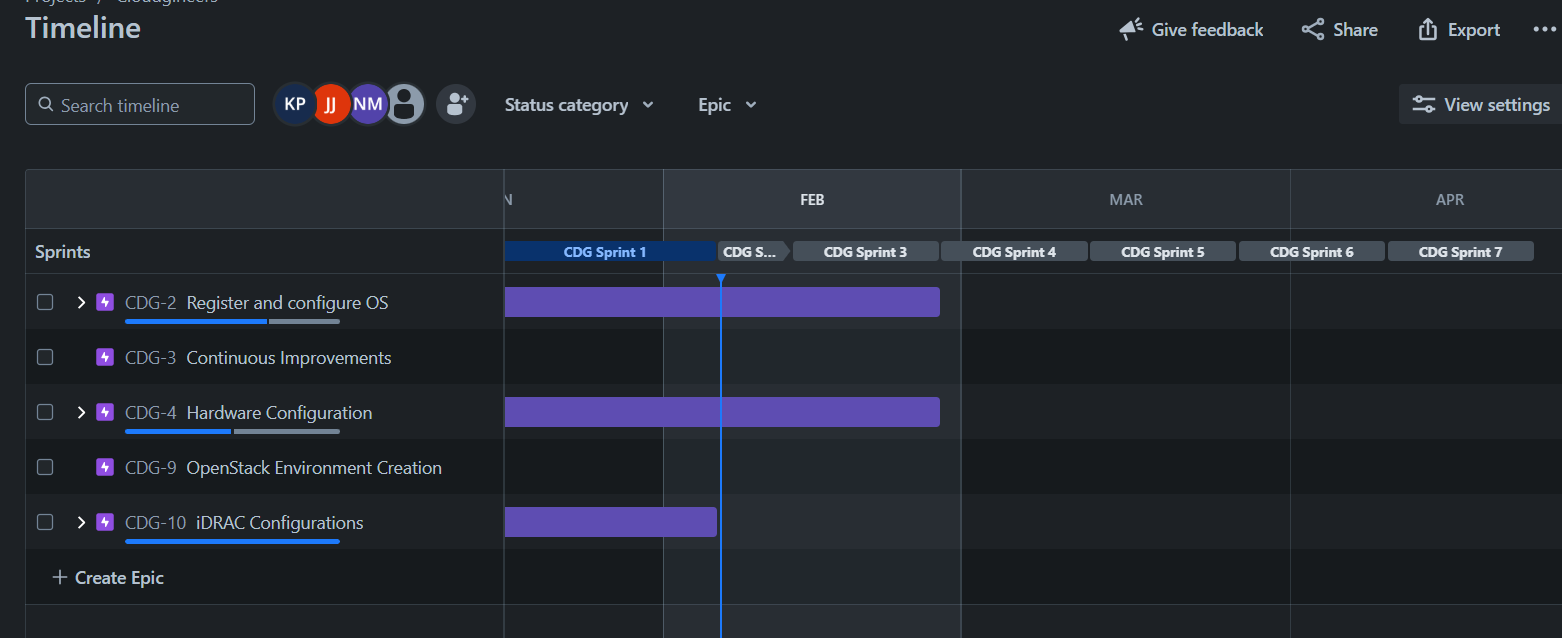 Projects / Cloudgineers
Timeline
Give feedback
Share
Export
Search timeline
KP JJ NM
Status category
Epic
View settings
N FEB MAR APR
Sprints CDG Sprint 1 CDG S... CDG Sprint 3 CDG Sprint 4 CDG Sprint 5 CDG Sprint 6 CDG Sprint 7
CDG-2 Register and configure OS
CDG-3 Continuous Improvements
CDG-4 Hardware Configuration
CDG-9 OpenStack Environment Creation
CDG-10 iDRAC Configurations
+ Create Epic